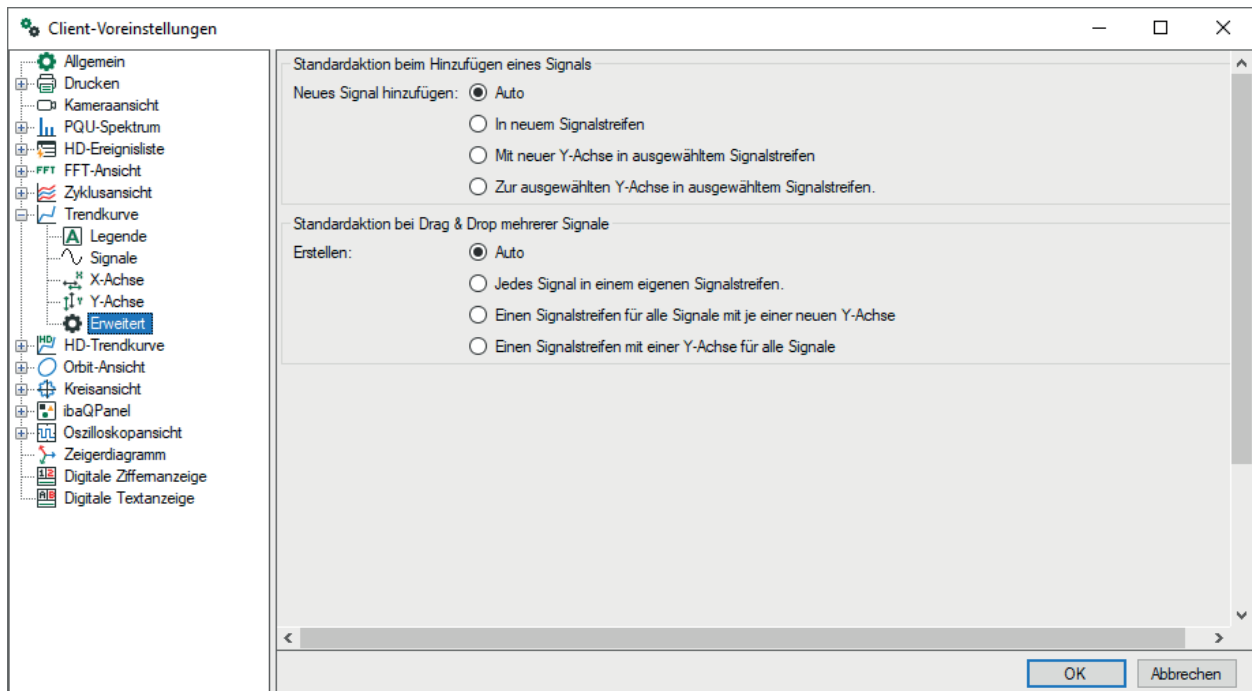 Client-Voreinstellungen
Allgemein
Drucken
Kameraansicht
PQU-Spektrum
HD-Ereignisliste
FFT FFT-Ansicht
Zyklusansicht
Trendkurve
A Legende
Signale
X X-Achse
Y Y-Achse
Erweitert
HD HD-Trendkurve
Orbit-Ansicht
Kreisansicht
ibaQPanel
Oszilloskopansicht
Zeigerdiagramm
12 Digitale Ziffernanzeige
AB Digitale Textanzeige
Standardaktion beim Hinzufügen eines Signals
Neues Signal hinzufügen: Auto
In neuem Signalstreifen
Mit neuer Y-Achse in ausgewähltem Signalstreifen
Zur ausgewählten Y-Achse in ausgewähltem Signalstreifen.
Standardaktion bei Drag & Drop mehrerer Signale
Erstellen: Auto
Jedes Signal in einem eigenen Signalstreifen.
Einen Signalstreifen für alle Signale mit je einer neuen Y-Achse
Einen Signalstreifen mit einer Y-Achse für alle Signale
OK Abbrechen